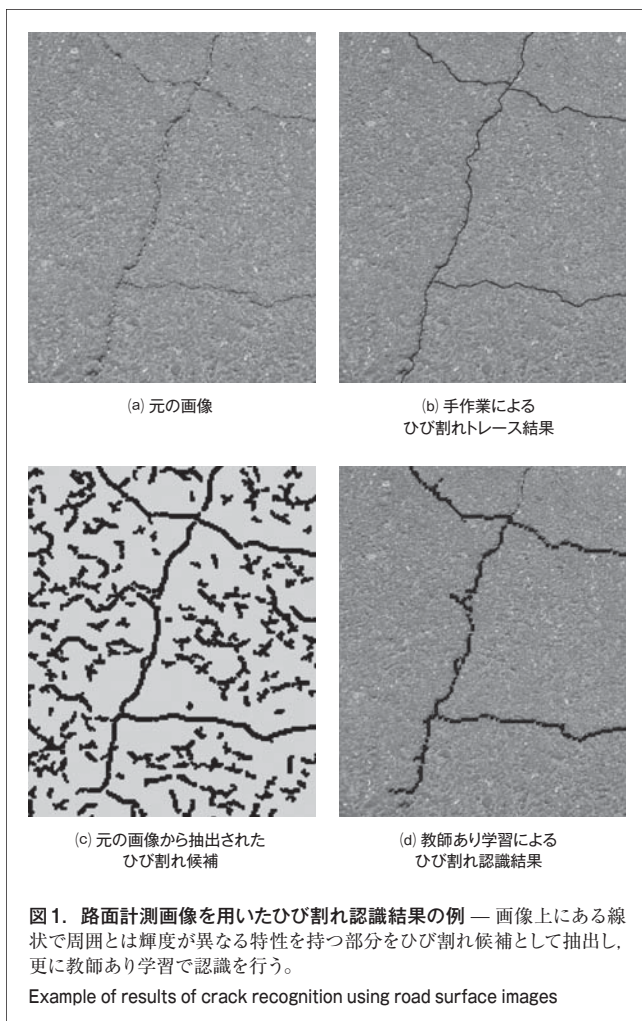 (a) 元の画像
(b) 手作業による
ひび割れトレース結果
(c) 元の画像から抽出された
ひび割れ候補
(d) 教師あり学習による
ひび割れ認識結果
図1．路面計測画像を用いたひび割れ認識結果の例 — 画像上にある線
状で周囲とは輝度が異なる特性を持つ部分をひび割れ候補として抽出し，
更に教師あり学習で認識を行う。
Example of results of crack recognition using road surface images